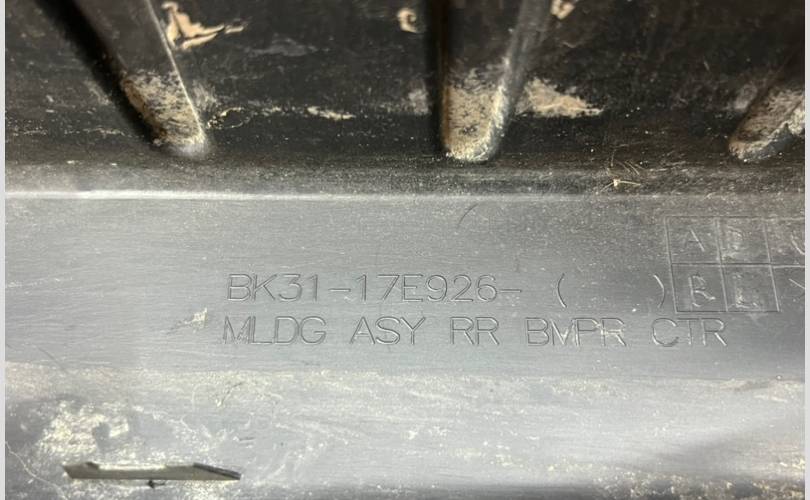 BK31-17E926- ( )
MLDG ASY RR BMPR CTR